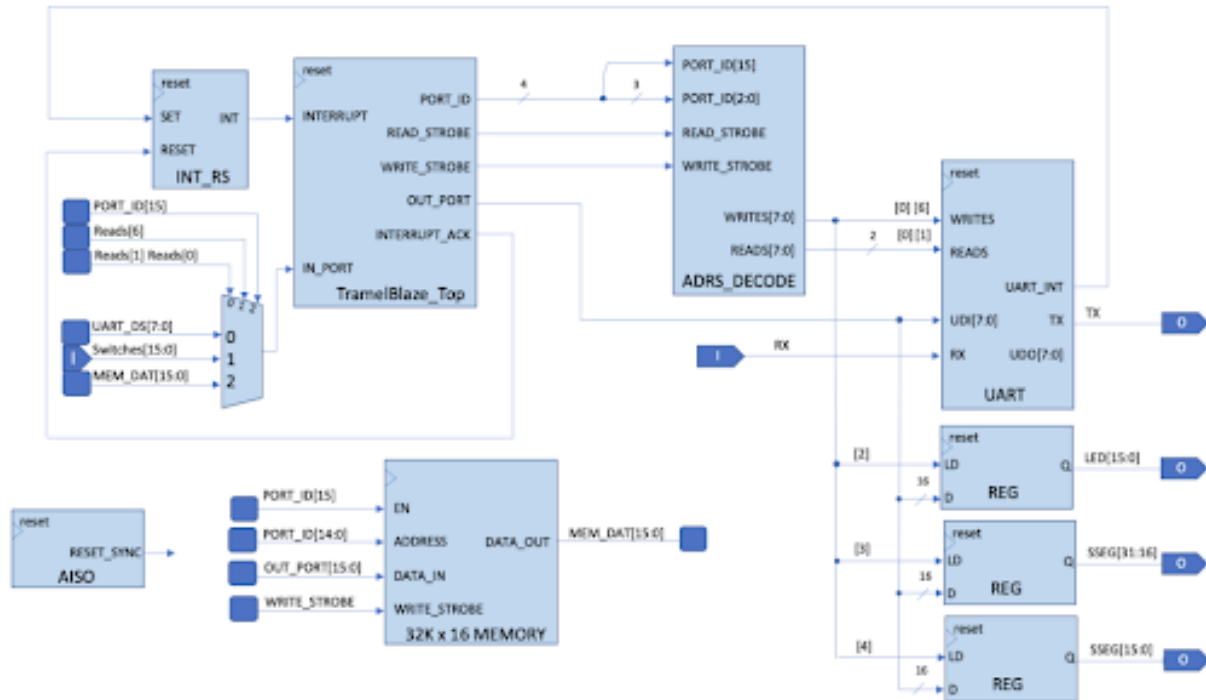 reset
SET
INT
RESET
INT_RS
reset
INTERRUPT
PORT_ID
READ_STROBE
WRITE_STROBE
OUT_PORT
INTERRUPT_ACK
IN_PORT
TramelBlaze_Top
4
3
PORT_ID[15]
PORT_ID[2:0]
READ_STROBE
WRITE_STROBE
WRITES[7:0]
READS[7:0]
ADRS_DECODE
[0] [6]
2
[0] [1]
reset
WRITES
READS
UART_INT
UDI[7:0]
TX
RX
UDO[7:0]
UART
TX
O
I
RX
PORT_ID[15]
Reads[6]
Reads[1] Reads[0]
0 1 2
UART_DS[7:0]
0
I
Switches[15:0]
1
MEM_DAT[15:0]
2
reset
RESET_SYNC
AISO
PORT_ID[15]
EN
PORT_ID[14:0]
ADDRESS
DATA_OUT
MEM_DAT[15:0]
OUT_PORT[15:0]
DATA_IN
WRITE_STROBE
WRITE_STROBE
32K x 16 MEMORY
[2]
reset
LD
Q
LED[15:0]
O
16
D
REG
[3]
reset
LD
Q
SSEG[31:16]
O
16
D
REG
[4]
reset
LD
Q
SSEG[15:0]
O
16
D
REG